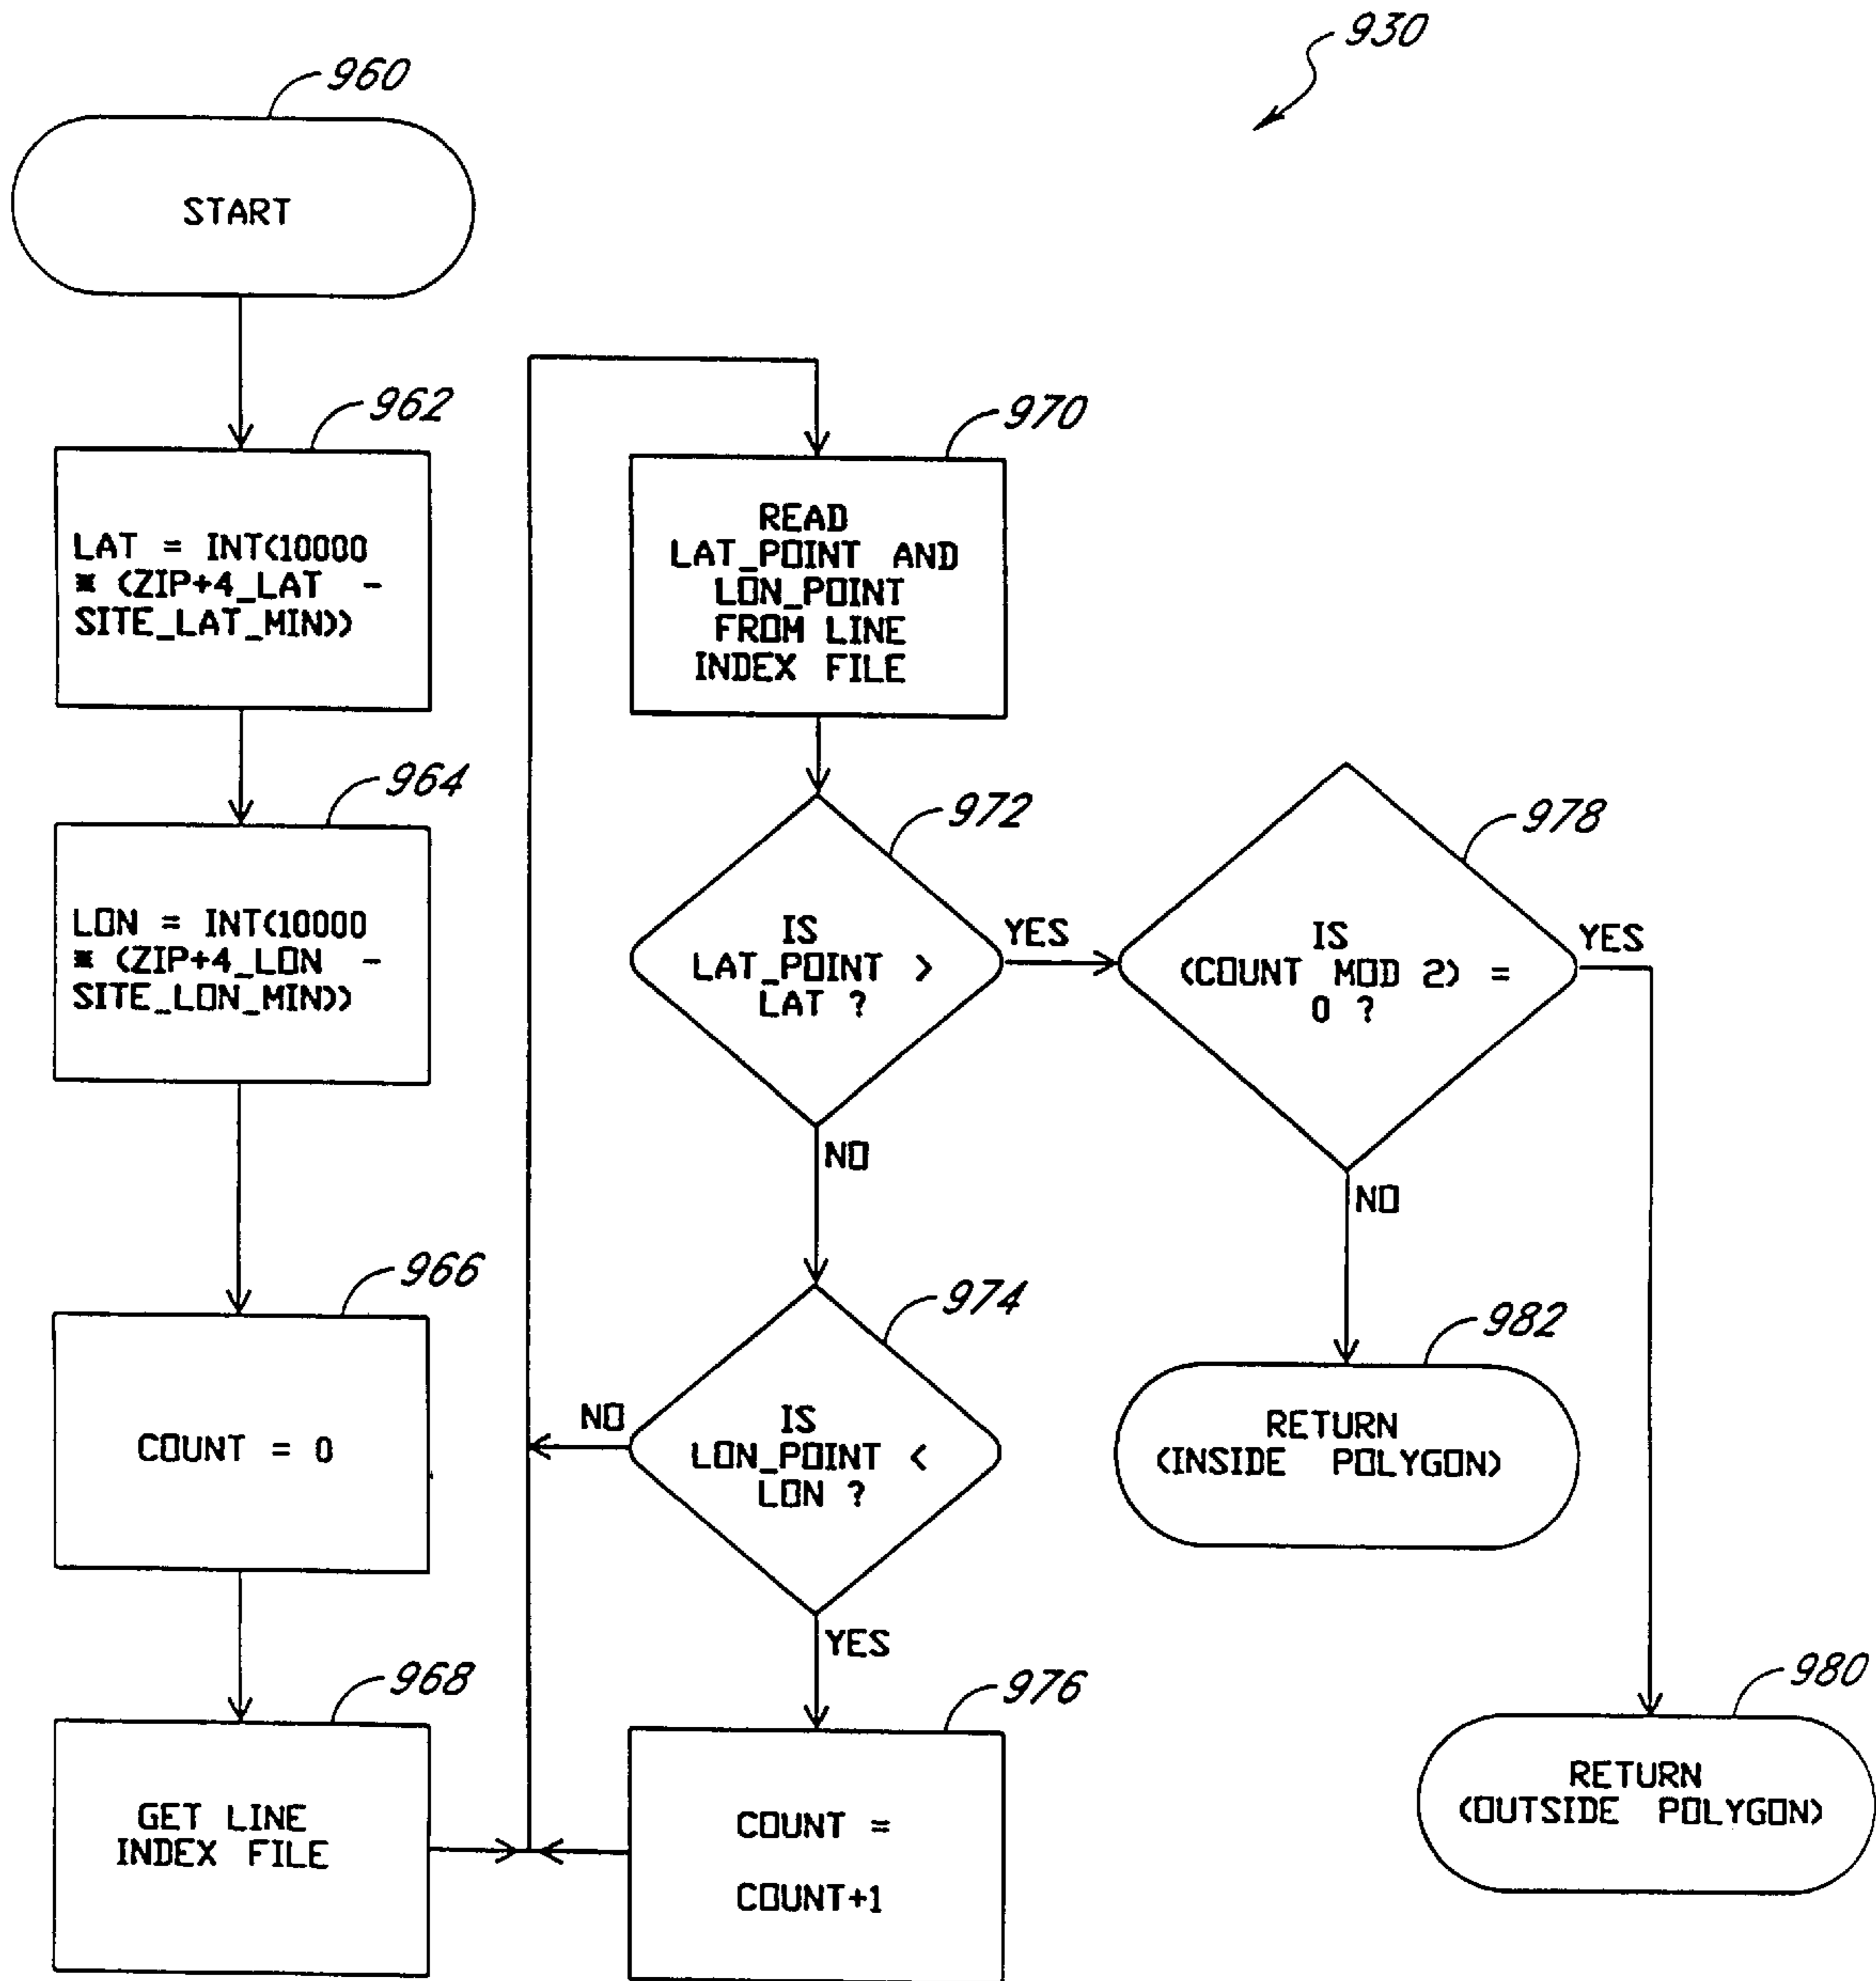 930
960
START
962
LAT = INT(10000
* (ZIP+4_LAT -
SITE_LAT_MIN))
964
LON = INT(10000
* (ZIP+4_LON -
SITE_LON_MIN))
966
COUNT = 0
968
GET LINE
INDEX FILE
970
READ
LAT_POINT AND
LON_POINT
FROM LINE
INDEX FILE
972
IS
LAT_POINT >
LAT ?
YES
NO
974
IS
LON_POINT <
LON ?
NO
YES
976
COUNT =
COUNT+1
978
IS
(COUNT MOD 2) =
0 ?
YES
NO
982
RETURN
(INSIDE POLYGON)
980
RETURN
(OUTSIDE POLYGON)